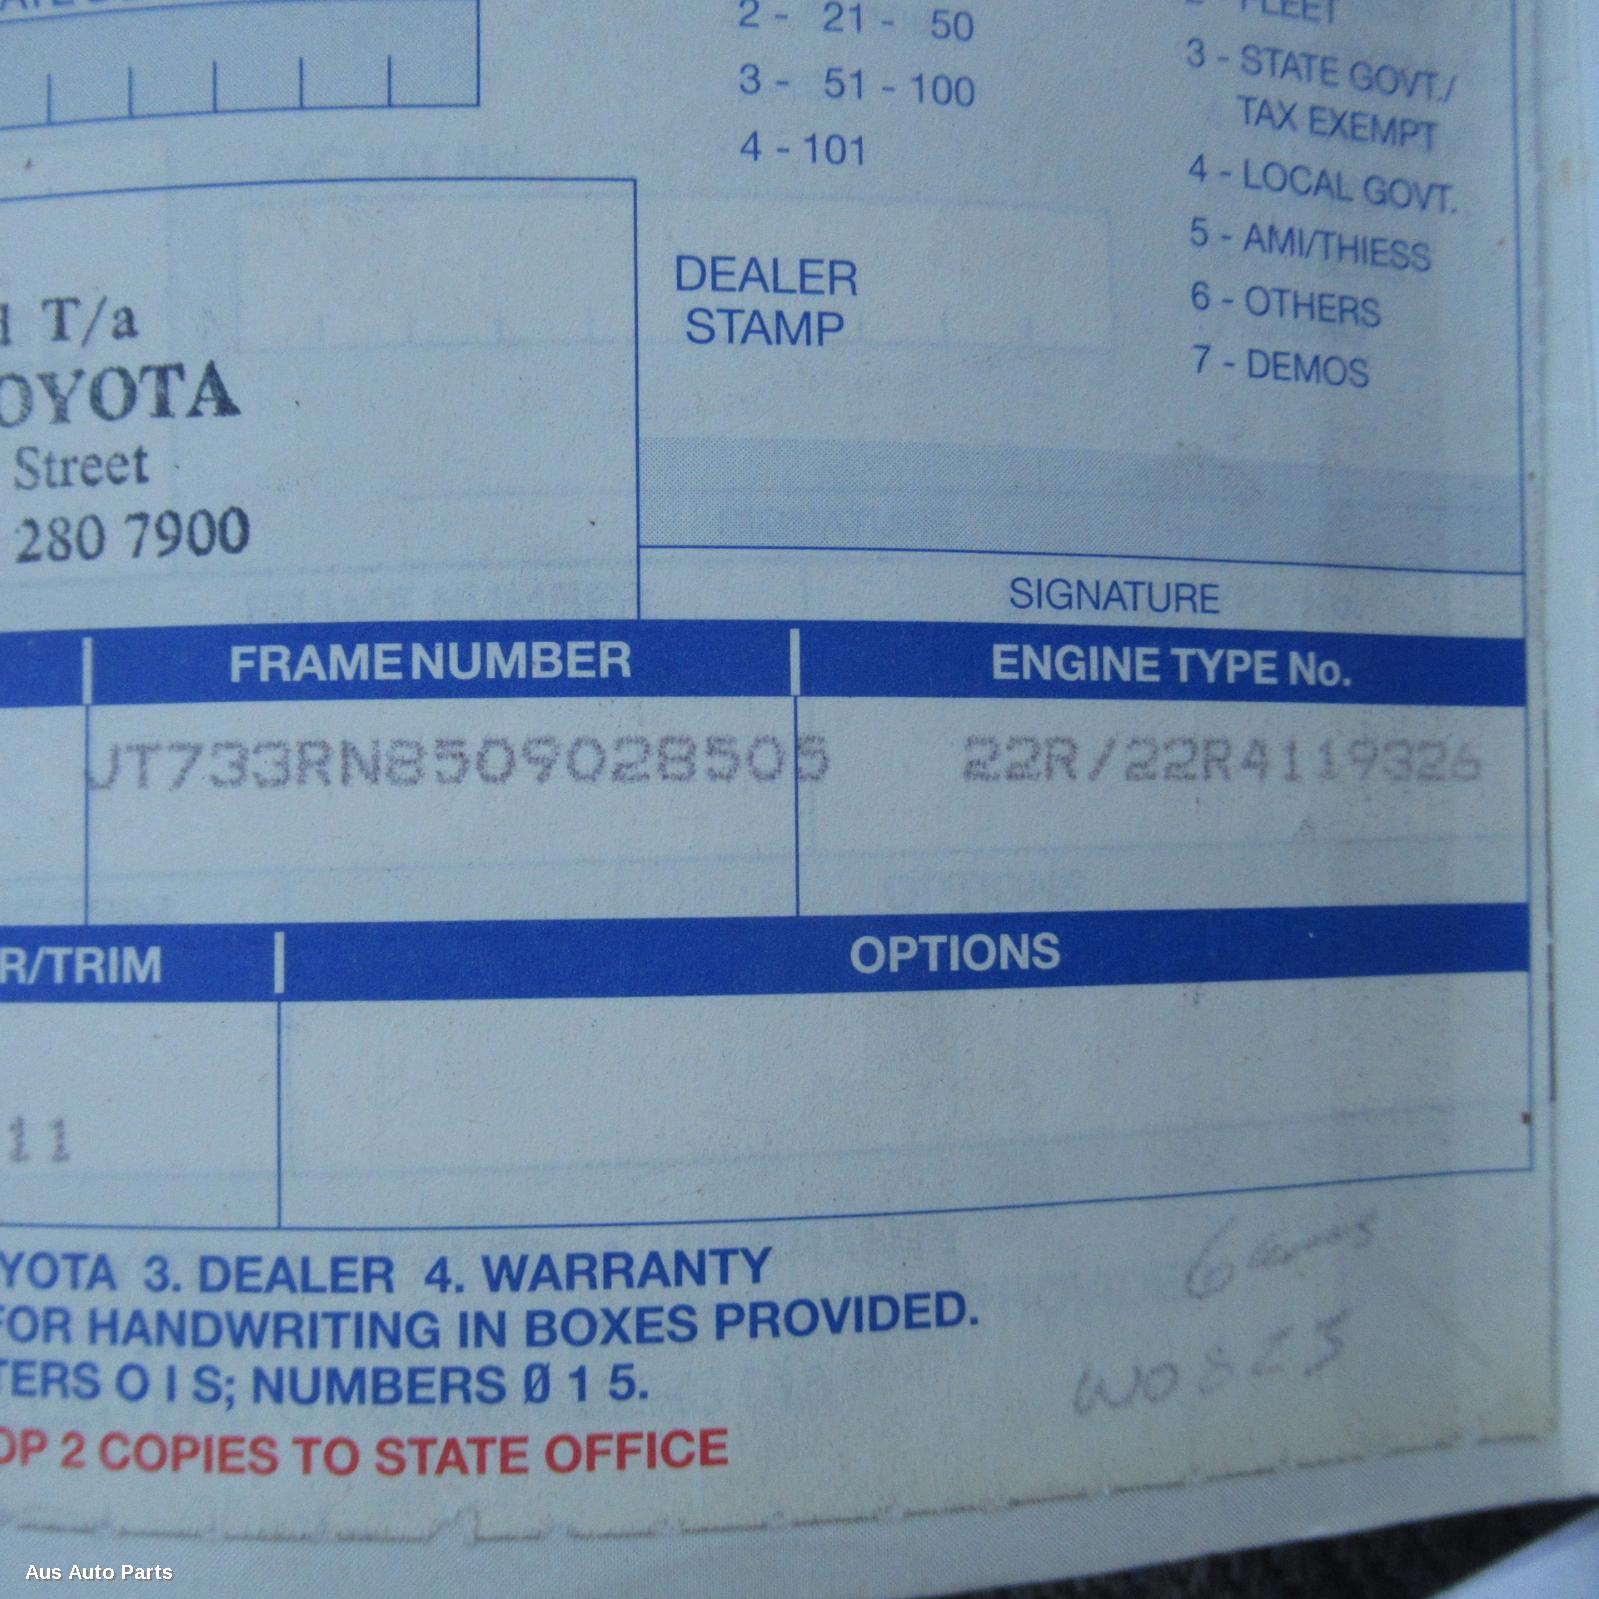 2 - 21 - 50
3 - 51 - 100
4 - 101
FLEET
3 - STATE GOVT./
TAX EXEMPT
4 - LOCAL GOVT.
5 - AMI/THIESS
6 - OTHERS
7 - DEMOS
T/a
OYOTA
Street
280 7900
DEALER
STAMP
SIGNATURE
FRAME NUMBER ENGINE TYPE No.
JT733RN8509028505 22R/22R4119326
R/TRIM OPTIONS
11
YOTA 3. DEALER 4. WARRANTY
FOR HANDWRITING IN BOXES PROVIDED.
TERS O I S; NUMBERS Ø 1 5.
OP 2 COPIES TO STATE OFFICE
Aus Auto Parts